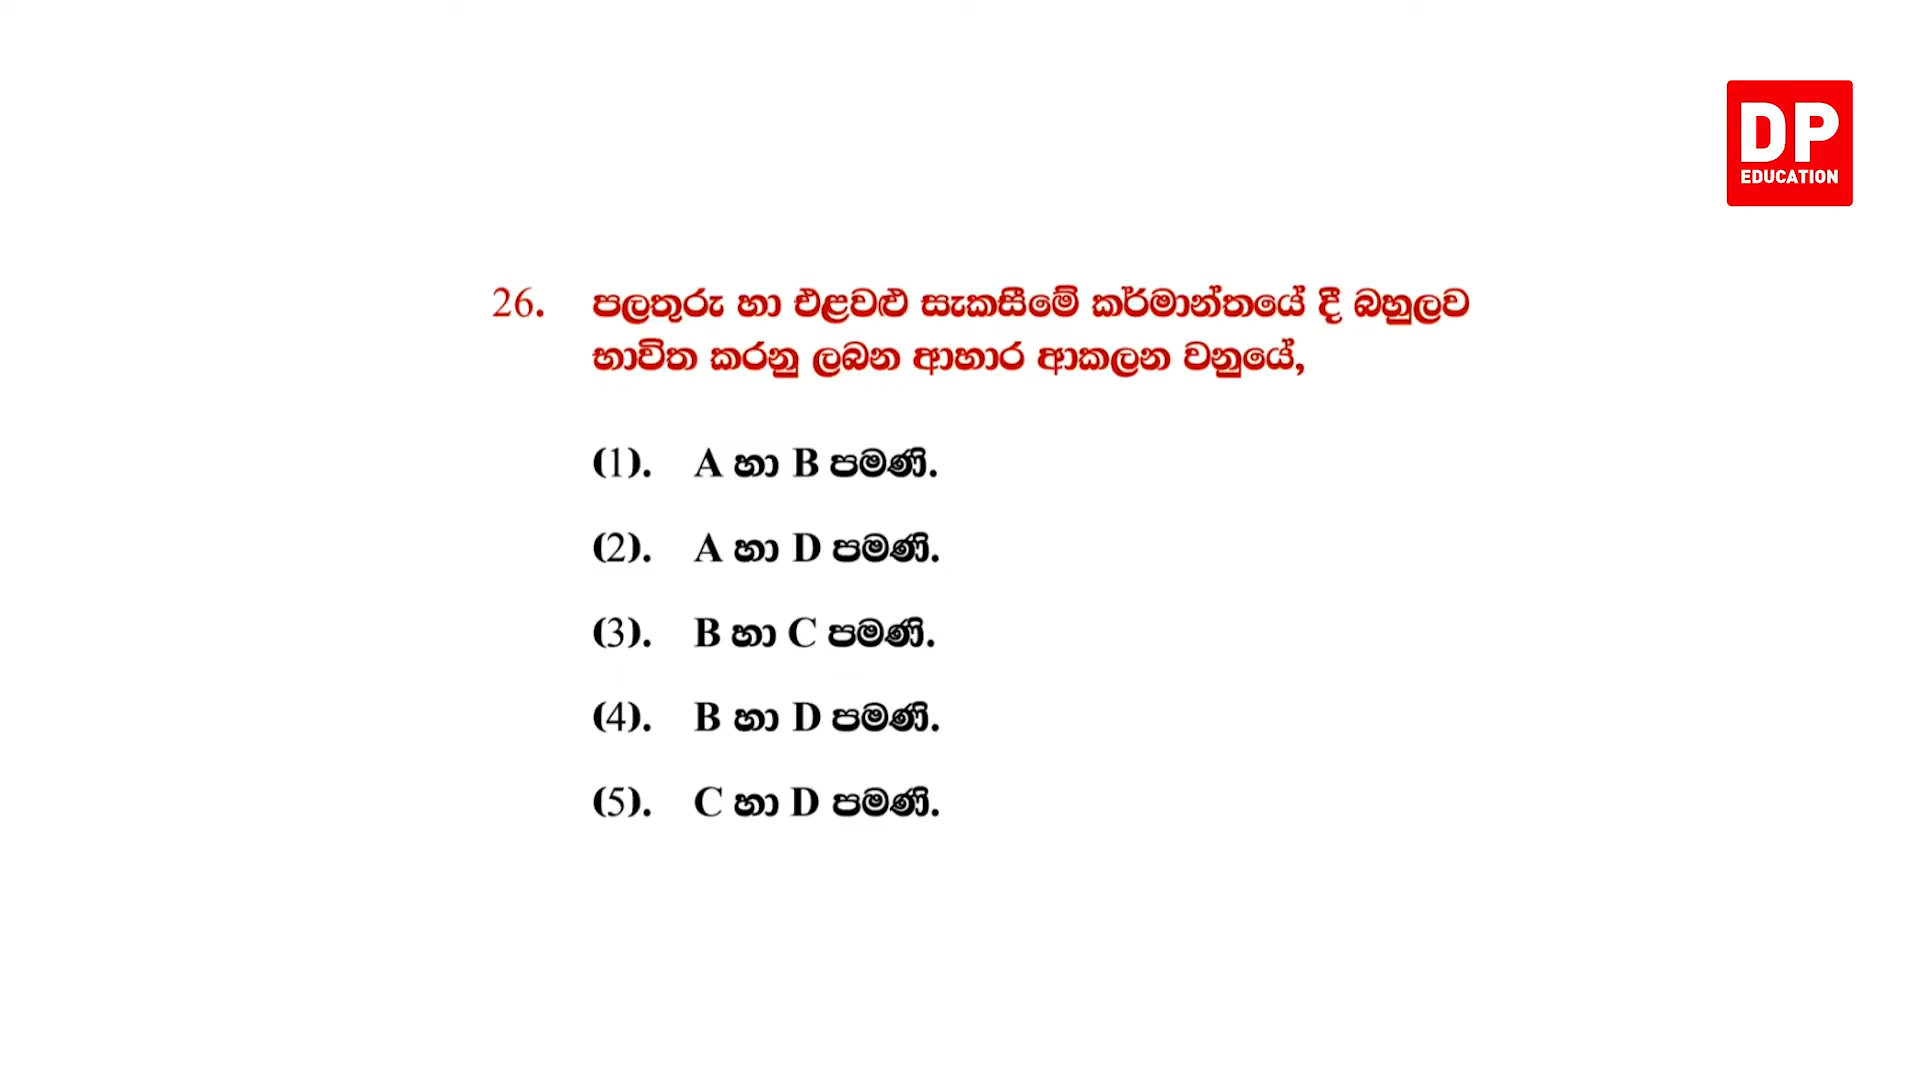 DP
EDUCATION
26. පලතුරු හා එළවළු සැකසීමේ කර්මාන්තයේ දී බහුලව
භාවිත කරනු ලබන ආහාර ආකලන වනුයේ,
(1). A හා B පමණි.
(2). A හා D පමණි.
(3). B හා C පමණි.
(4). B හා D පමණි.
(5). C හා D පමණි.